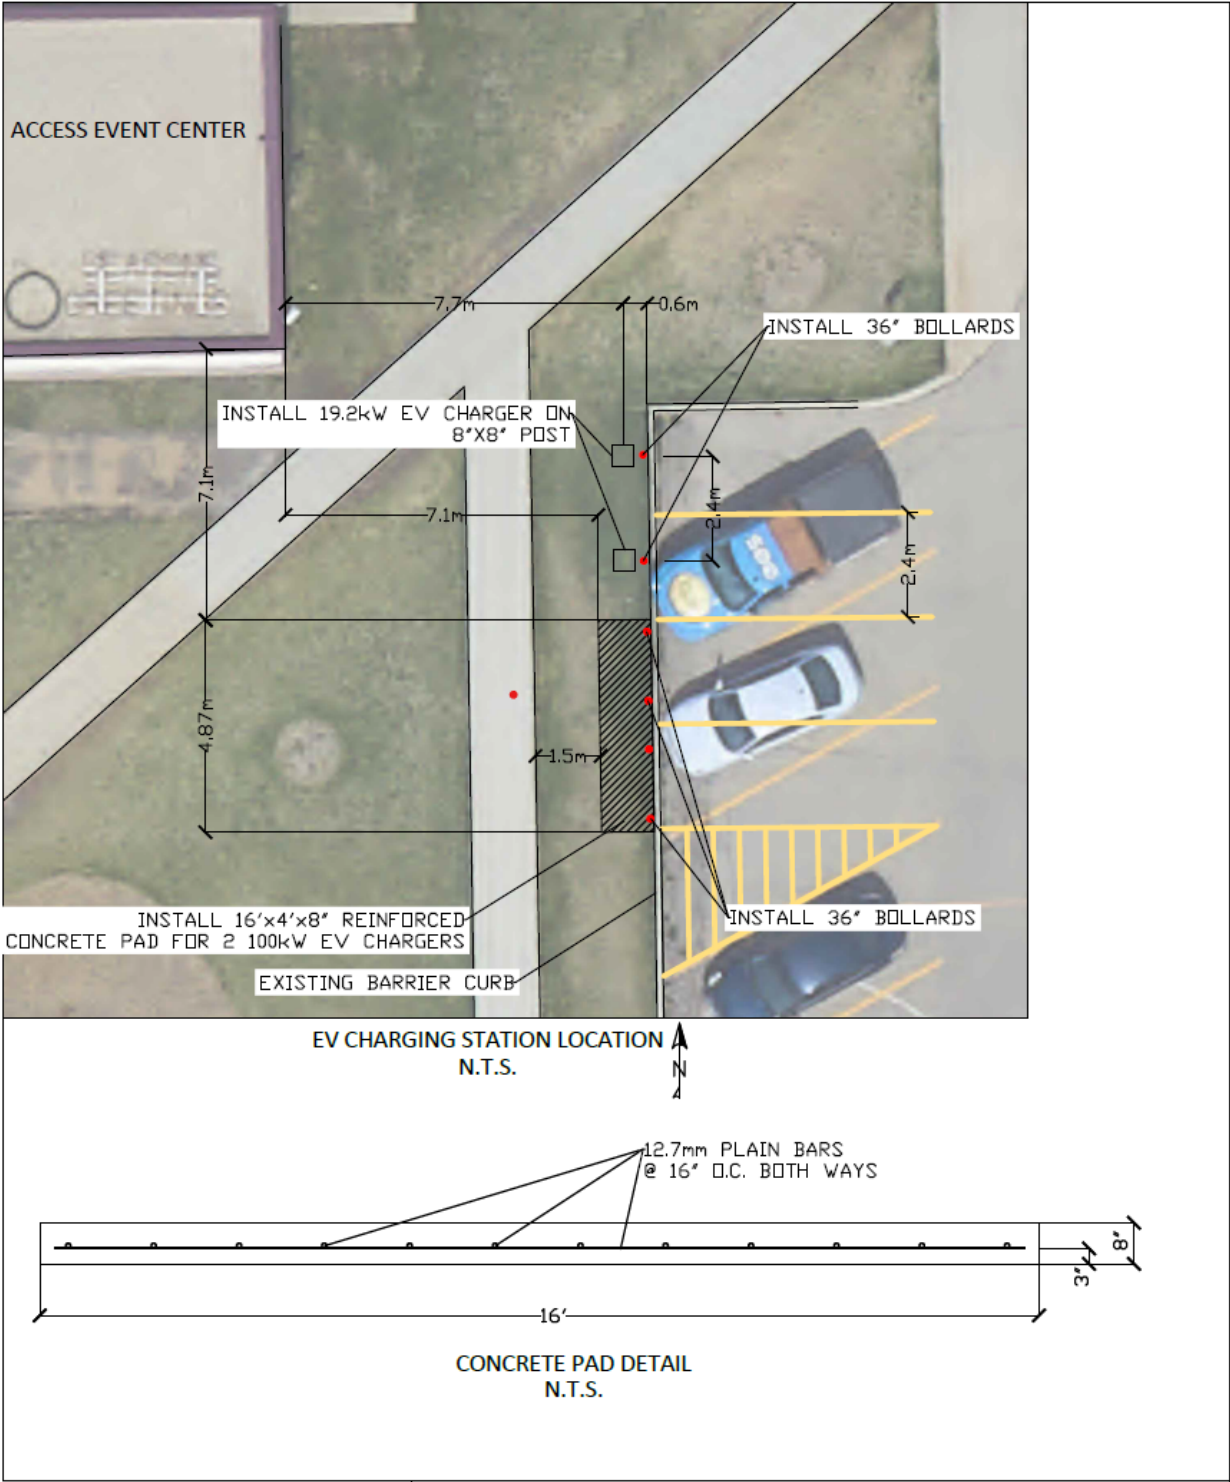 ACCESS EVENT CENTER
7.7m
0.6m
INSTALL 36" BOLLARDS
INSTALL 19.2kW EV CHARGER ON
8"X8" POST
7.1m
7.1m
2.4m
2.4m
4.87m
1.5m
INSTALL 16'x4'x8" REINFORCED
CONCRETE PAD FOR 2 100kW EV CHARGERS
INSTALL 36" BOLLARDS
EXISTING BARRIER CURB
EV CHARGING STATION LOCATION
N.T.S.
N
12.7mm PLAIN BARS
@ 16" O.C. BOTH WAYS
8"
3"
16'
CONCRETE PAD DETAIL
N.T.S.